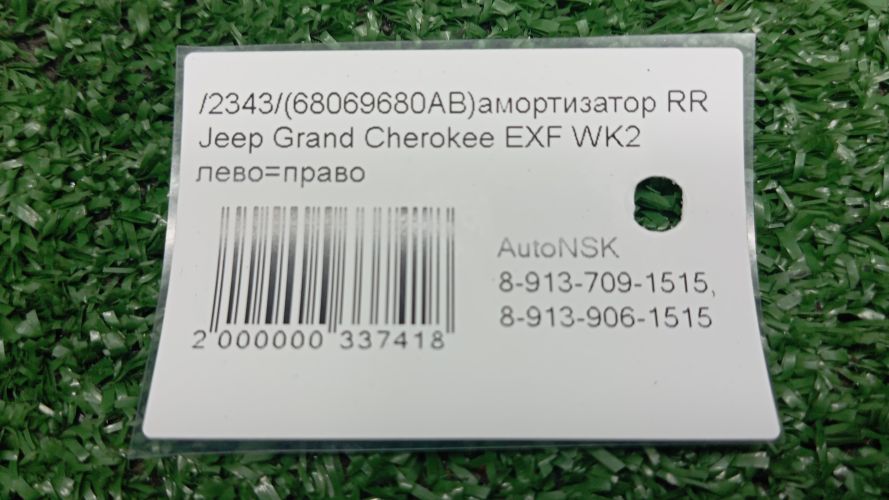 /2343/(68069680AB)амортизатор RR
Jeep Grand Cherokee EXF WK2
лево=право
AutoNSK
8-913-709-1515,
8-913-906-1515
2 000000 337418